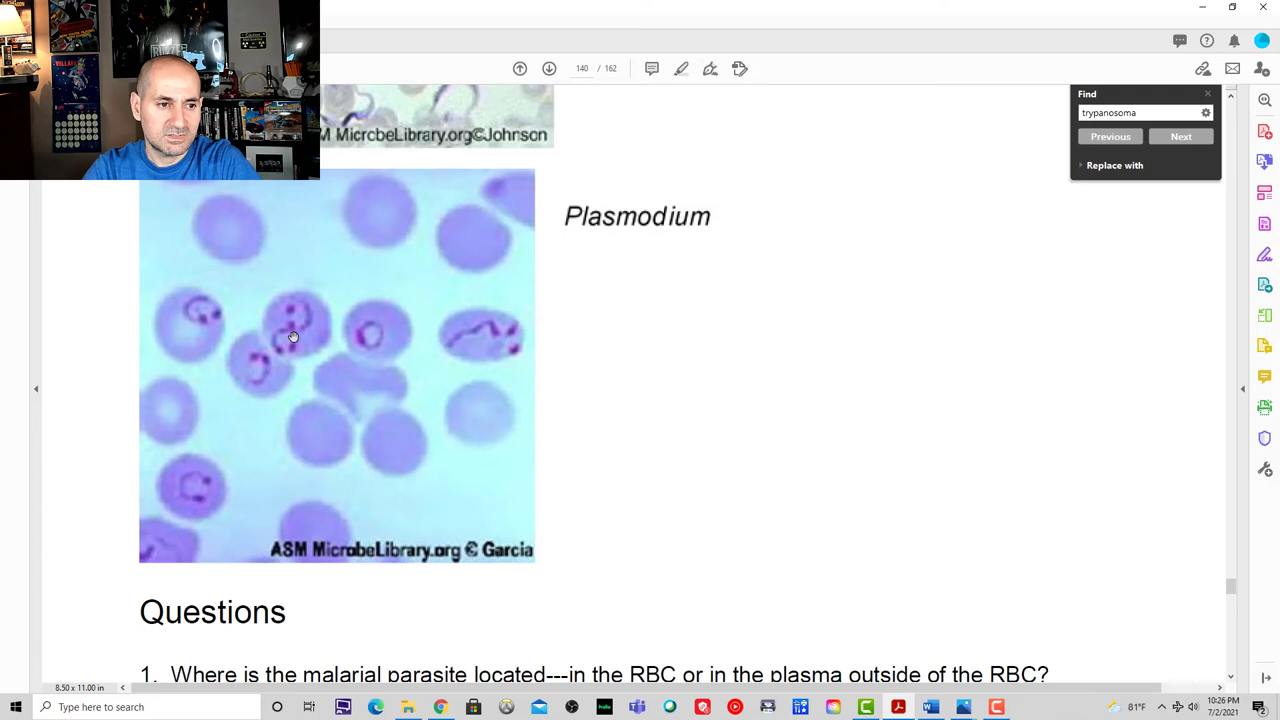 140 / 162
Find
trypanosoma
Previous
Next
Replace with
M MicrbeLibrary.org©Johnson
Plasmodium
ASM MicrobeLibrary.org © Garcia
Questions
1. Where is the malarial parasite located---in the RBC or in the plasma outside of the RBC?
8.50 x 11.00 in
Type here to search
hulu
81°F
10:26 PM
7/2/2021